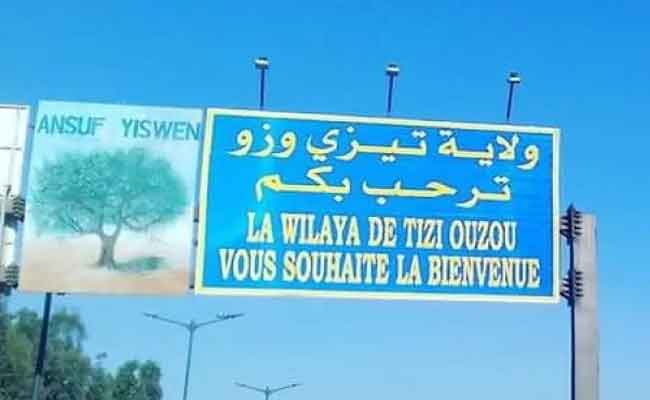 ANSUF YISWEN
ولاية تيزي وزو
ترحب بكم
LA WILAYA DE TIZI OUZOU
VOUS SOUHAITE LA BIENVENUE